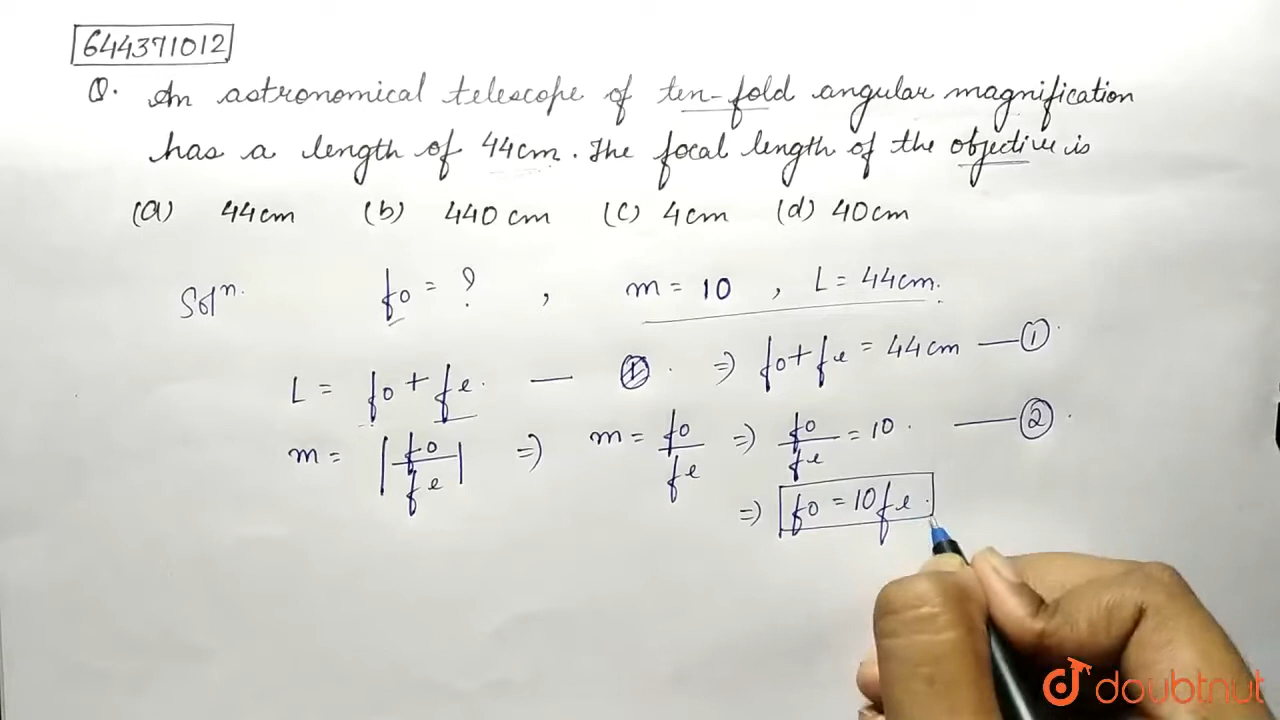 644371012
Q. An astronomical telescope of ten-fold angular magnification
has a length of 44cm. The focal length of the objective is
(a) 44cm (b) 440cm (c) 4cm (d) 40cm
Solⁿ. fo = ? , m = 10 , L = 44cm.
L = fo + fe. — ① ⇒ fo + fe = 44cm — ①
m = |fo/fe| ⇒ m = fo/fe ⇒ fo/fe = 10. — ②
⇒ fo = 10fe.
doubtnut